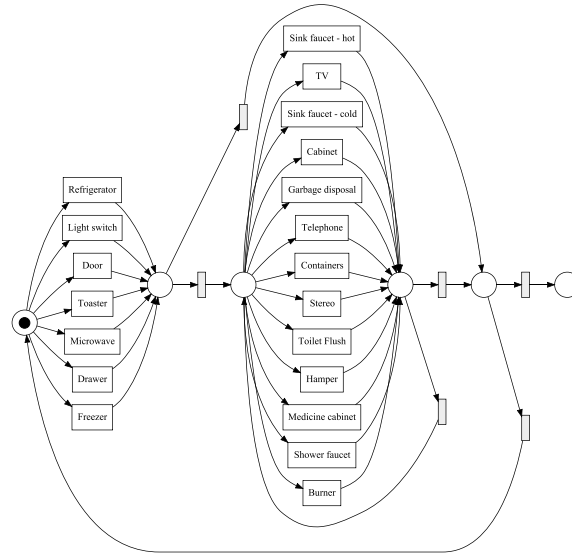 Refrigerator
Light switch
Door
Toaster
Microwave
Drawer
Freezer
Sink faucet - hot
TV
Sink faucet - cold
Cabinet
Garbage disposal
Telephone
Containers
Stereo
Toilet Flush
Hamper
Medicine cabinet
Shower faucet
Burner